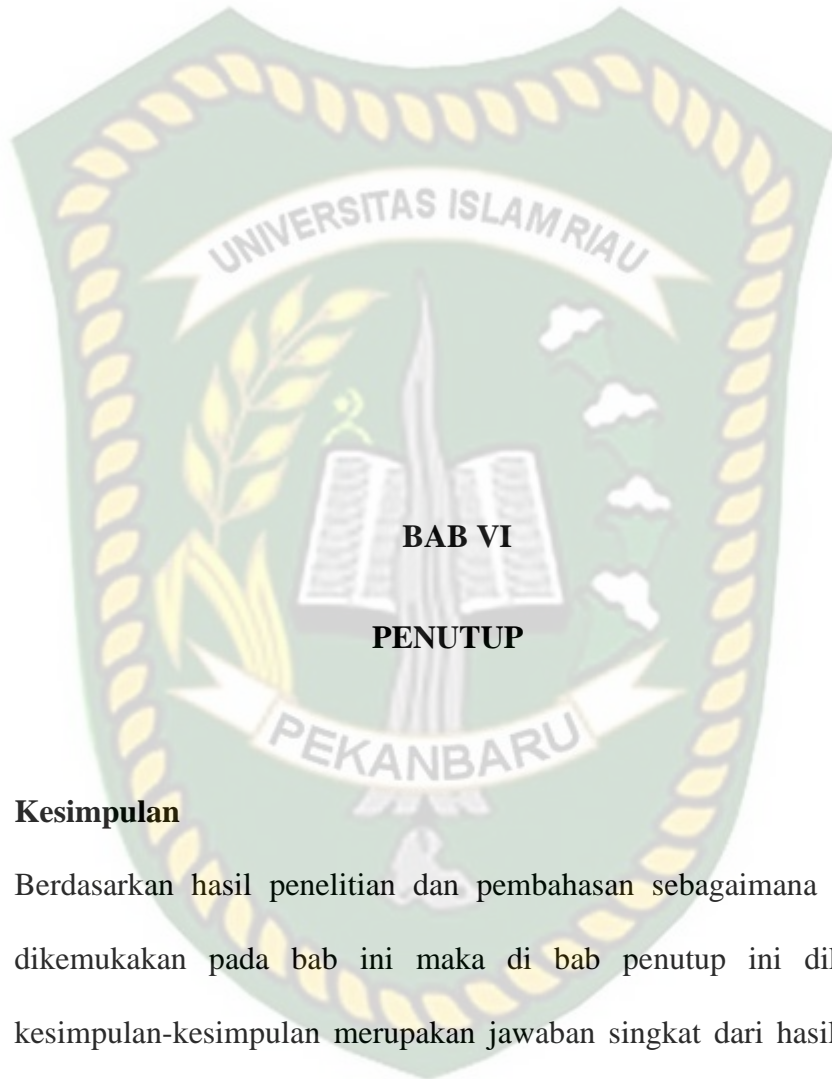 UNIVERSITAS ISLAM RIAU
BAB VI
PENUTUP
PEKANBARU
Kesimpulan
Berdasarkan hasil penelitian dan pembahasan sebagaimana
dikemukakan pada bab ini maka di bab penutup ini
kesimpulan-kesimpulan merupakan jawaban singkat dari hasil